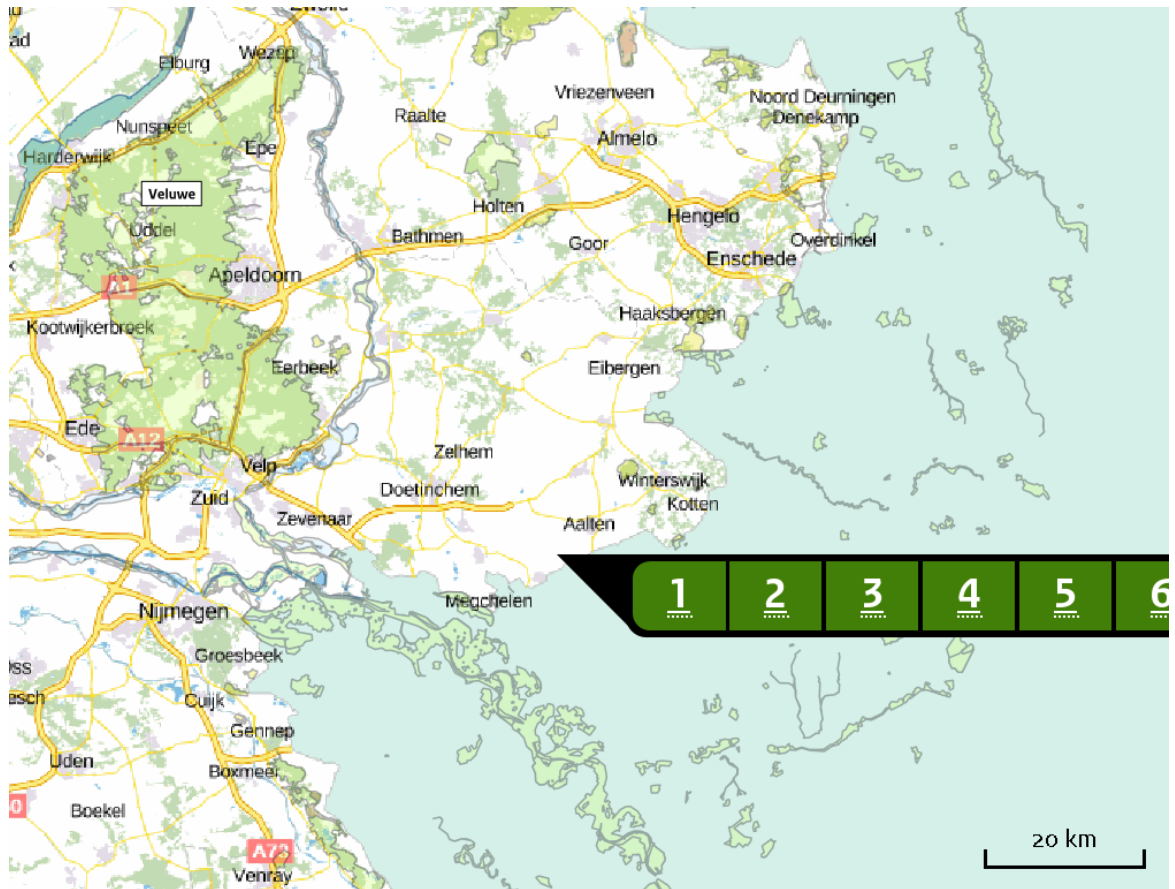 Wezep
Elburg
Vriezenveen
Noord Deurningen
Raalte
Denekamp
Nunspeet
Almelo
Epe
Harderwijk
Veluwe
Holten
Hengelo
Uddel
Bathmen
Goor
Overdinkel
Enschede
Apeldoorn
A1
Haaksbergen
Kootwijkerbroek
Eerbeek
Eibergen
Ede
A12
Zelhem
Velp
Winterswijk
Doetinchem
Zuid
Kotten
Zevenaar
Aalten
1 2 3 4 5 6
Megchelen
Nijmegen
Groesbeek
Cuijk
Gennep
Uden
Boxmeer
Boekel
20 km
A73
Venray